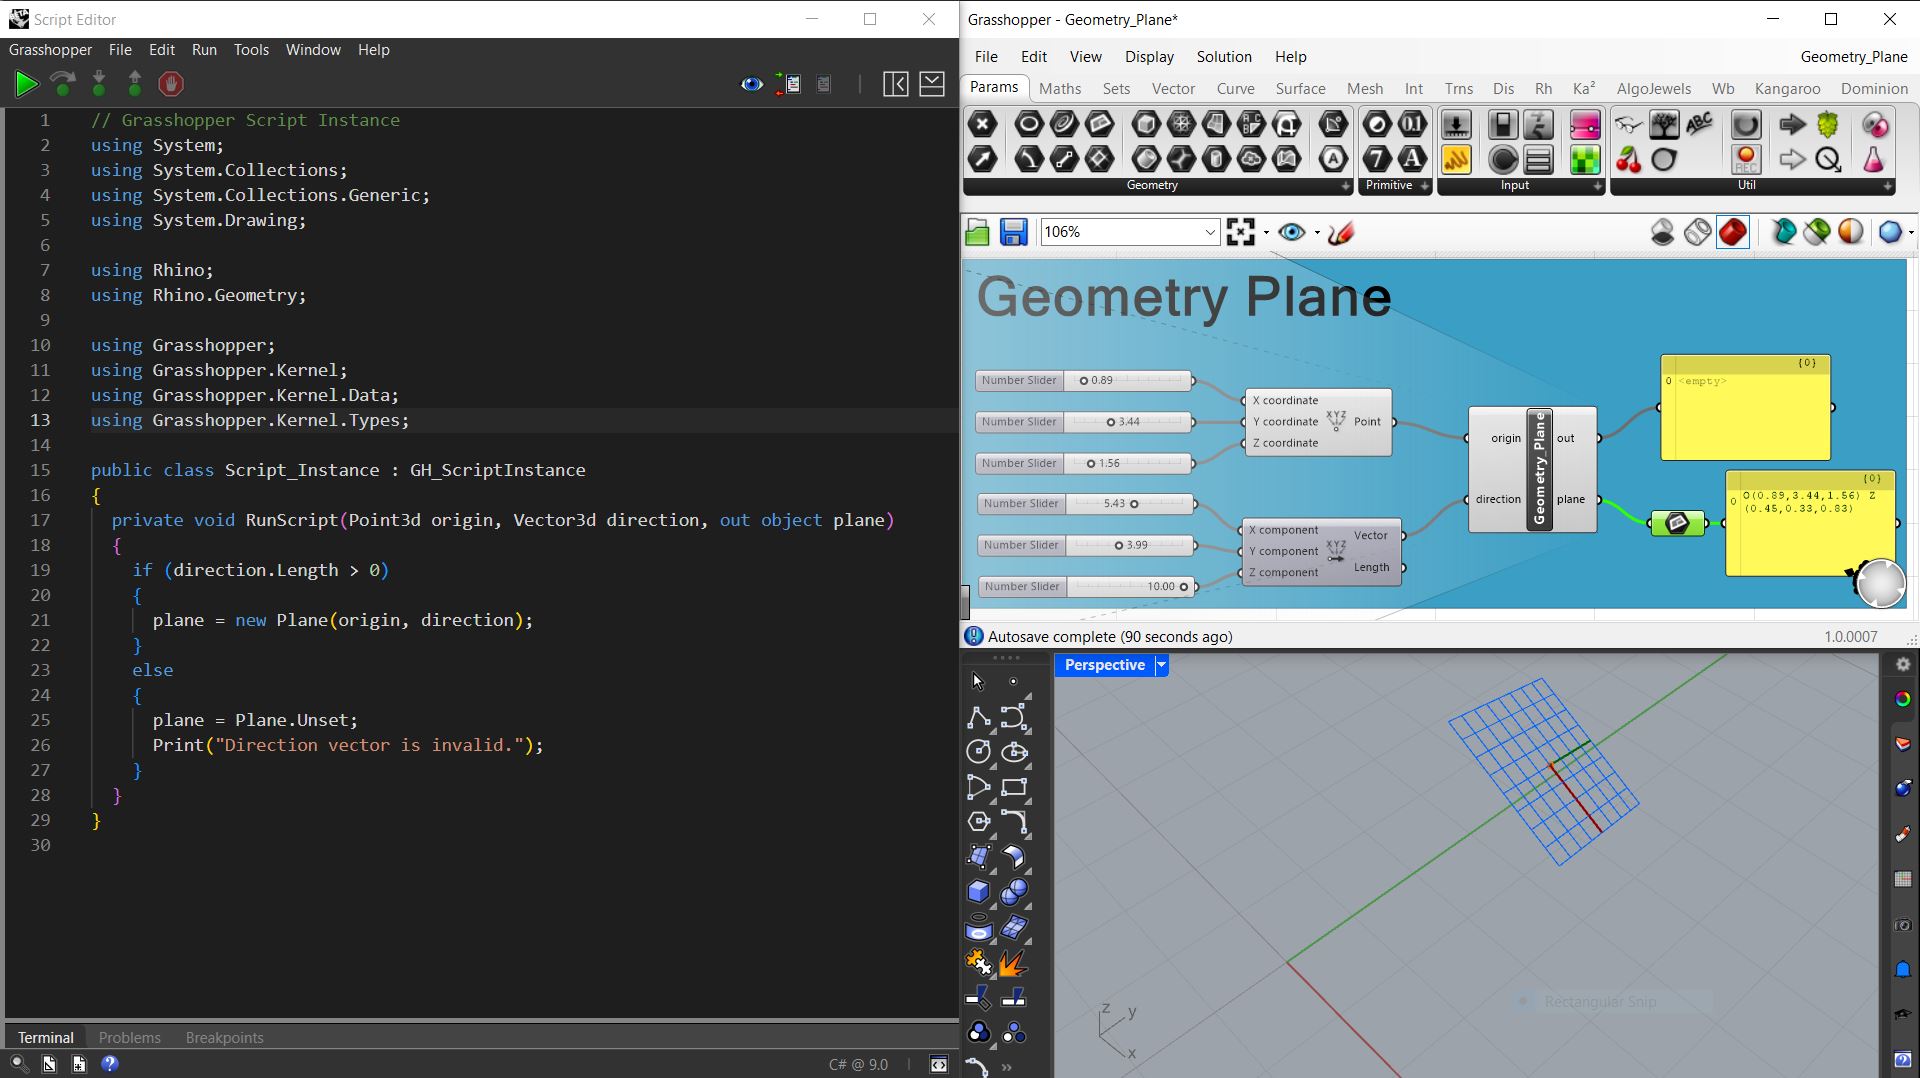 Script Editor
Grasshopper File Edit Run Tools Window Help
1 // Grasshopper Script Instance
2 using System;
3 using System.Collections;
4 using System.Collections.Generic;
5 using System.Drawing;
6
7 using Rhino;
8 using Rhino.Geometry;
9
10 using Grasshopper;
11 using Grasshopper.Kernel;
12 using Grasshopper.Kernel.Data;
13 using Grasshopper.Kernel.Types;
14
15 public class Script_Instance : GH_ScriptInstance
16 {
17 private void RunScript(Point3d origin, Vector3d direction, out object plane)
18 {
19 if (direction.Length > 0)
20 {
21 plane = new Plane(origin, direction);
22 }
23 else
24 {
25 plane = Plane.Unset;
26 Print("Direction vector is invalid.");
27 }
28 }
29 }
30
Terminal Problems Breakpoints
C# @ 9.0
Grasshopper - Geometry_Plane*
File Edit View Display Solution Help Geometry_Plane
Params Maths Sets Vector Curve Surface Mesh Int Trns Dis Rh Ka² AlgoJewels Wb Kangaroo Dominion
Geometry Primitive Input Util
106%
Geometry Plane
Number Slider 0.89
Number Slider 3.44
Number Slider 1.56
Number Slider 5.43
Number Slider 3.99
Number Slider 10.00
X coordinate
Y coordinate
Z coordinate
XYZ
Point
X component
Y component
Z component
XYZ
Vector
Length
origin
direction
Geometry_Plane
out
plane
{0}
0 <empty>
{0}
0 O(0.89,3.44,1.56) Z
(0.45,0.33,0.83)
Autosave complete (90 seconds ago) 1.0.0007
Perspective
z
y
x
Rectangular Snip